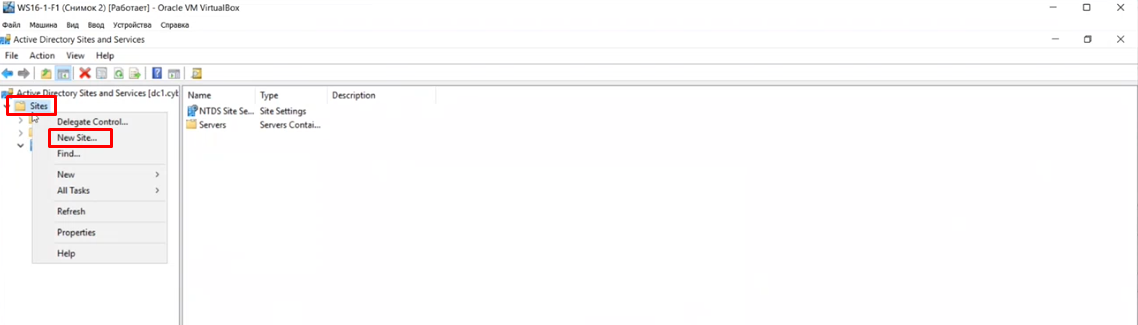 WS16-1-F1 (Снимок 2) [Работает] - Oracle VM VirtualBox
Файл Машина Вид Ввод Устройства Справка
Active Directory Sites and Services
File Action View Help
Active Directory Sites and Services [dc1.cyb
Name Type Description
Sites
NTDS Site Se... Site Settings
Servers Servers Contai...
Delegate Control...
New Site...
Find...
New
All Tasks
Refresh
Properties
Help